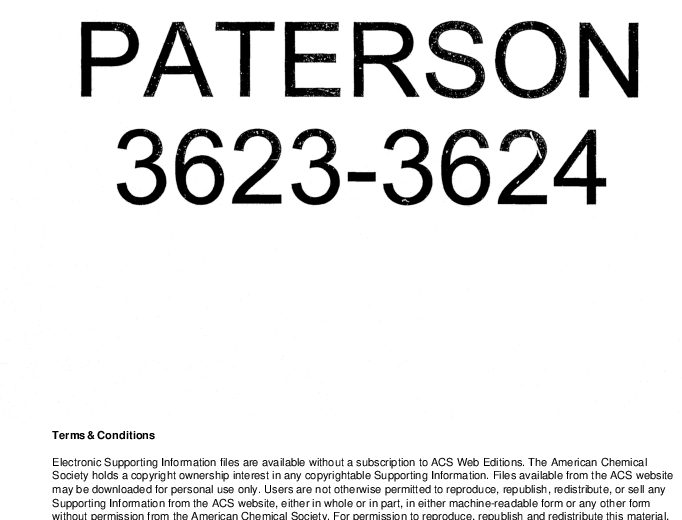 PATERSON
3623-3624
Terms & Conditions
Electronic Supporting Information files are available without a subscription to ACS Web Editions. The American Chemical
Society holds a copyright ownership interest in any copyrightable Supporting Information. Files available from the ACS website
may be downloaded for personal use only. Users are not otherwise permitted to reproduce, republish, redistribute, or sell any
Supporting Information from the ACS website, either in whole or in part, in either machine-readable form or any other form
without permission from the American Chemical Society. For permission to reproduce, republish and redistribute this material,